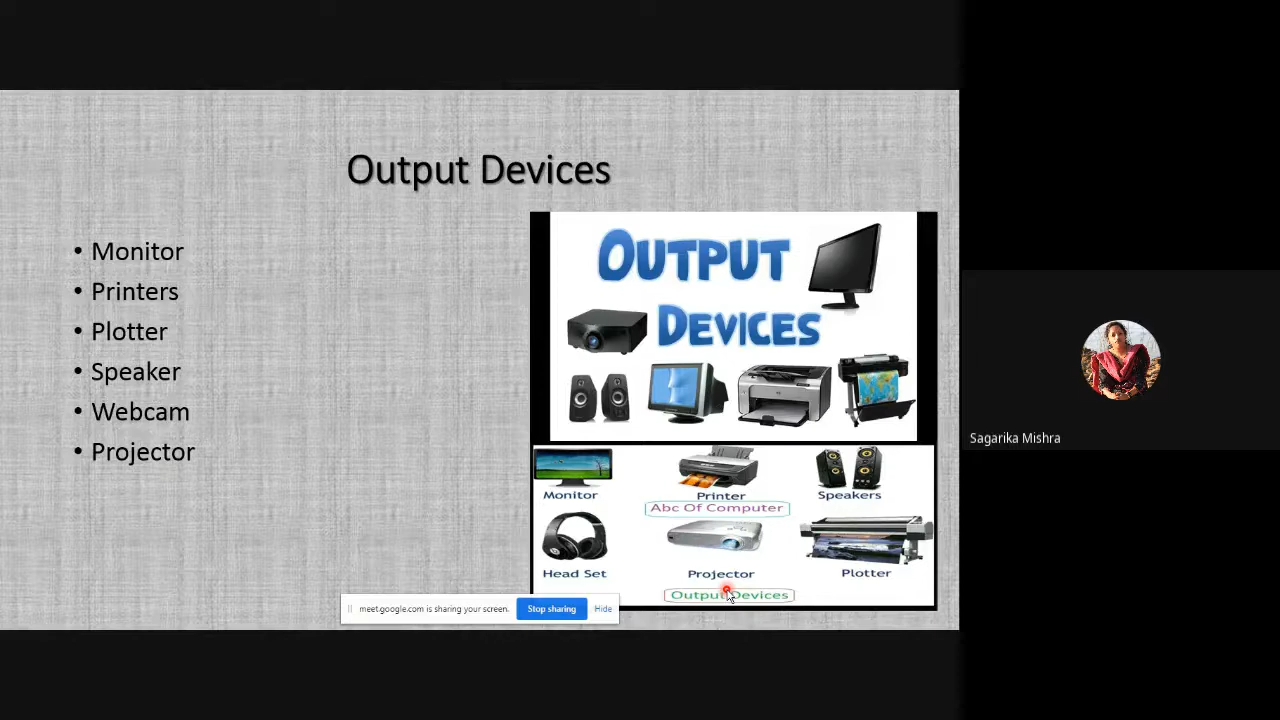 Output Devices
• Monitor
• Printers
• Plotter
• Speaker
• Webcam
• Projector
OUTPUT
DEVICES
Monitor
Printer
Speakers
Abc Of Computer
Head Set
Projector
Plotter
Output Devices
meet.google.com is sharing your screen.
Stop sharing
Hide
Sagarika Mishra